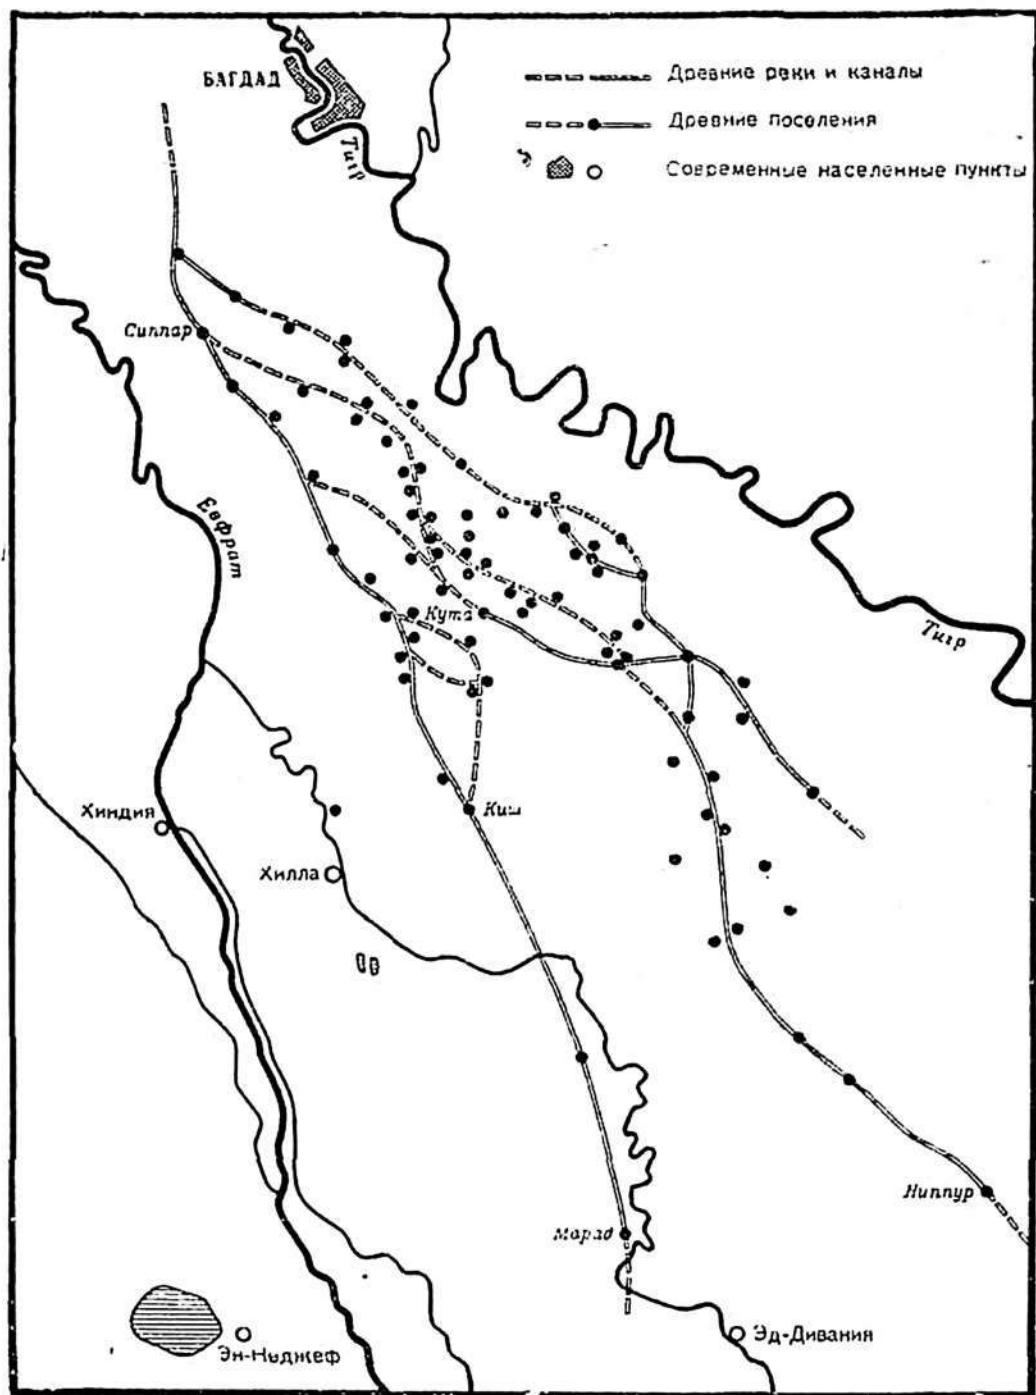 БАГДАД
Древние реки и каналы
Древние поселения
Современные населенные пункты
Тигр
Сиппар
Евфрат
Кута
Тигр
Киш
Хиндия
Хилла
Ниппур
Марад
Эд-Дивания
Эн-Неджеф